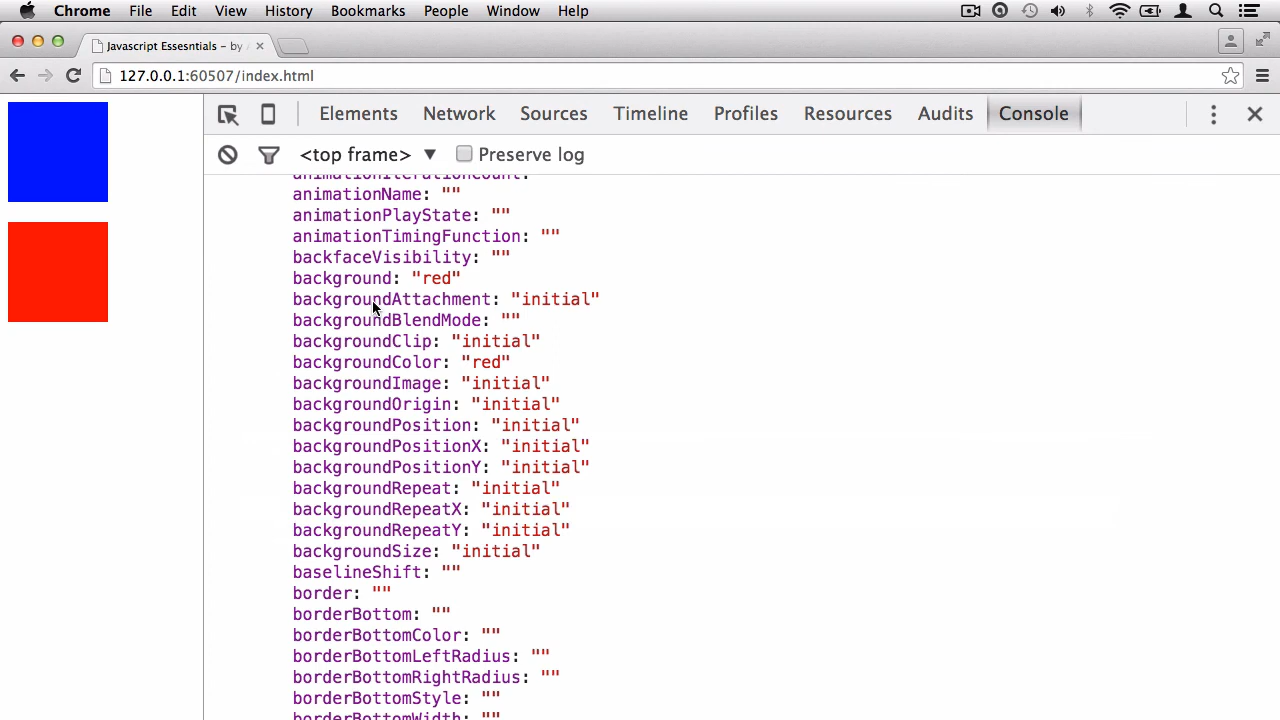 Chrome File Edit View History Bookmarks People Window Help
Javascript Essesntials – by
127.0.0.1:60507/index.html
Elements Network Sources Timeline Profiles Resources Audits Console
<top frame> ▼ Preserve log
animationIterationCount:
animationName: ""
animationPlayState: ""
animationTimingFunction: ""
backfaceVisibility: ""
background: "red"
backgroundAttachment: "initial"
backgroundBlendMode: ""
backgroundClip: "initial"
backgroundColor: "red"
backgroundImage: "initial"
backgroundOrigin: "initial"
backgroundPosition: "initial"
backgroundPositionX: "initial"
backgroundPositionY: "initial"
backgroundRepeat: "initial"
backgroundRepeatX: "initial"
backgroundRepeatY: "initial"
backgroundSize: "initial"
baselineShift: ""
border: ""
borderBottom: ""
borderBottomColor: ""
borderBottomLeftRadius: ""
borderBottomRightRadius: ""
borderBottomStyle: ""
borderBottomWidth: ""